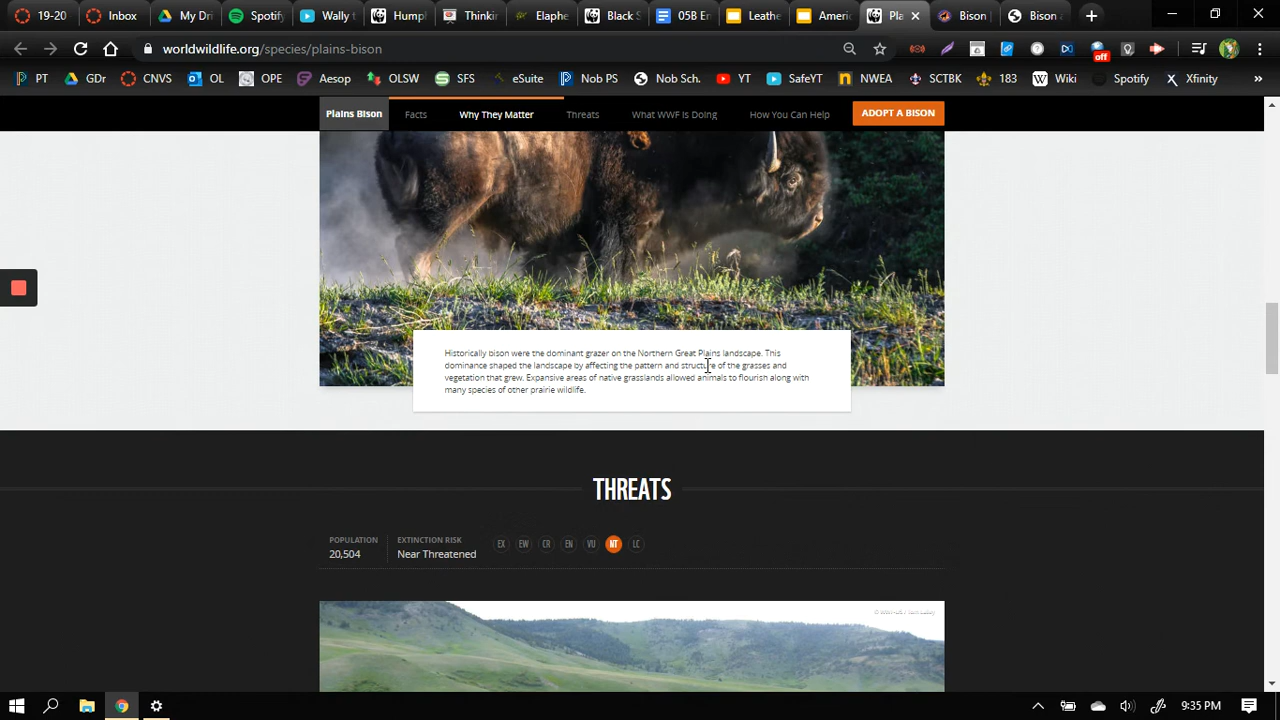 19-20
Inbox
My Dri
Spotify
Wally t
Humpl
Thinki
Elaphe
Black S
05B En
Leathe
Americ
Pla
Bison |
Bison a
worldwildlife.org/species/plains-bison
off
PT
GDr
CNVS
OL
OPE
Aesop
OLSW
SFS
eSuite
Nob PS
Nob Sch.
YT
SafeYT
NWEA
SCTBK
183
Wiki
Spotify
Xfinity
»
Plains Bison
Facts
Why They Matter
Threats
What WWF Is Doing
How You Can Help
ADOPT A BISON
Historically bison were the dominant grazer on the Northern Great Plains landscape. This
dominance shaped the landscape by affecting the pattern and structure of the grasses and
vegetation that grew. Expansive areas of native grasslands allowed animals to flourish along with
many species of other prairie wildlife.
THREATS
POPULATION
20,504
EXTINCTION RISK
Near Threatened
EX
EW
CR
EN
VU
NT
LC
9:35 PM